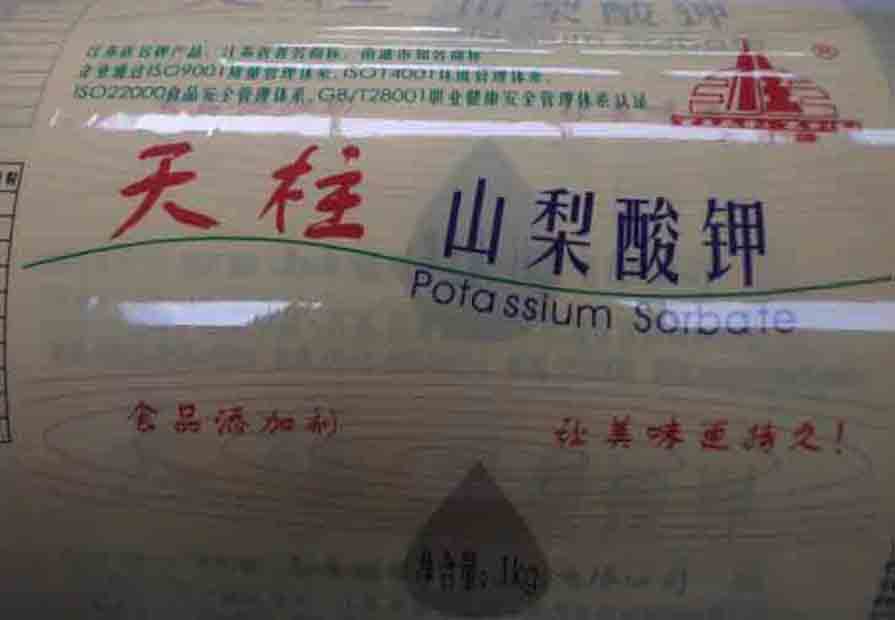 江苏省名牌产品、江苏省著名商标、南通市知名商标
企业通过ISO9001质量管理体系、ISO14001环境管理体系、
ISO22000食品安全管理体系、GB/T28001职业健康安全管理体系认证
®
天柱
山梨酸钾
Potassium Sorbate
食品添加剂
让美味更持久！
净含量：1kg